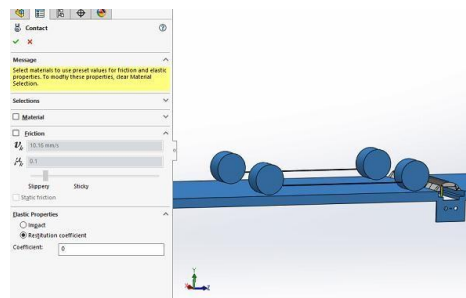 Contact
Message
Select materials to use preset values for friction and elastic
properties. To modify these properties, clear Material
Selection.
Selections
Material
Friction
10.16 mm/s
0.1
Slippery Sticky
Static friction
Elastic Properties
Impact
Restitution coefficient
Coefficient: 0
Y
X